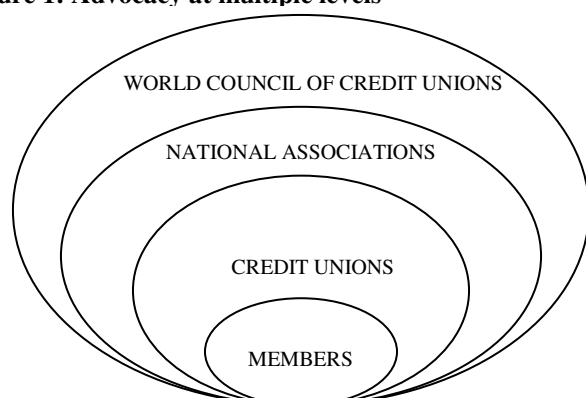 ure 1: Advocacy at multiple levels
WORLD COUNCIL OF CREDIT UNIONS
NATIONAL ASSOCIATIONS
CREDIT UNIONS
MEMBERS